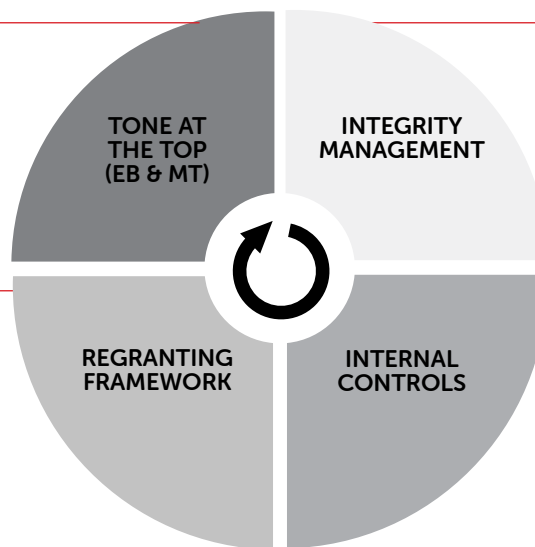 TONE AT
THE TOP
(EB & MT)
INTEGRITY
MANAGEMENT
REGRANTING
FRAMEWORK
INTERNAL
CONTROLS